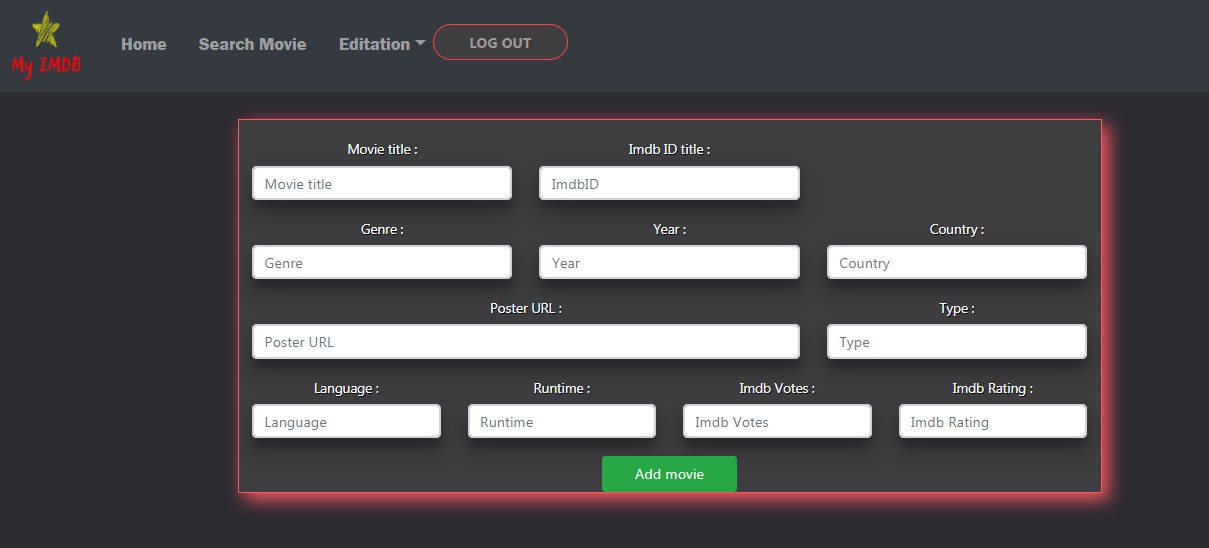 My IMDB
Home Search Movie Editation LOG OUT
Movie title : Imdb ID title :
Movie title ImdbID
Genre : Year : Country :
Genre Year Country
Poster URL : Type :
Poster URL Type
Language : Runtime : Imdb Votes : Imdb Rating :
Language Runtime Imdb Votes Imdb Rating
Add movie